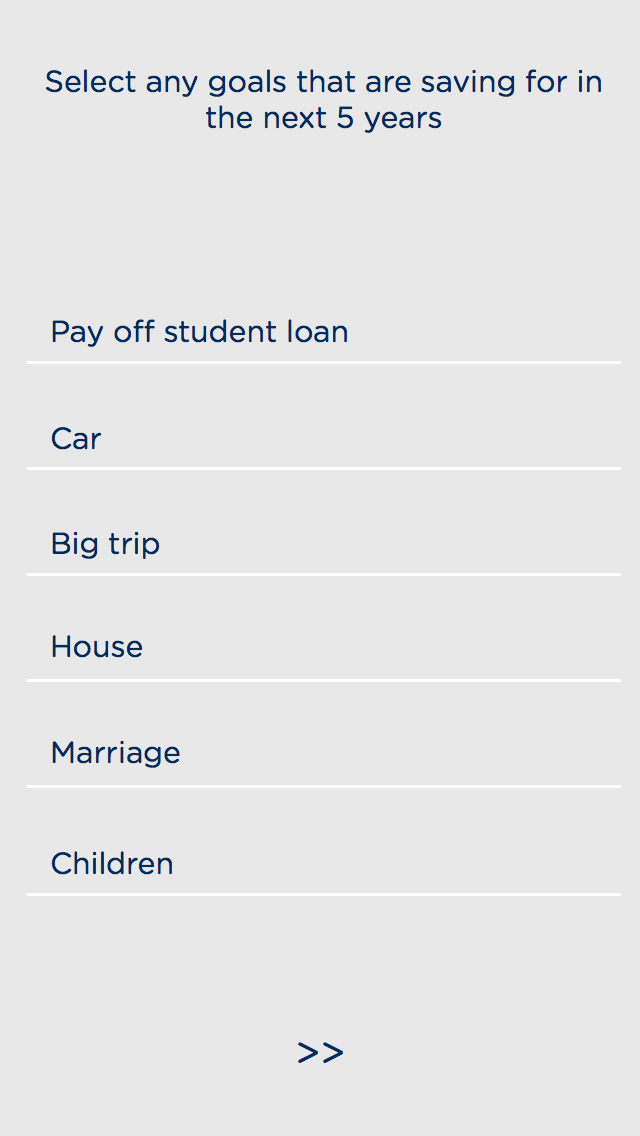 Select any goals that are saving for in
the next 5 years
Pay off student loan
Car
Big trip
House
Marriage
Children
>>